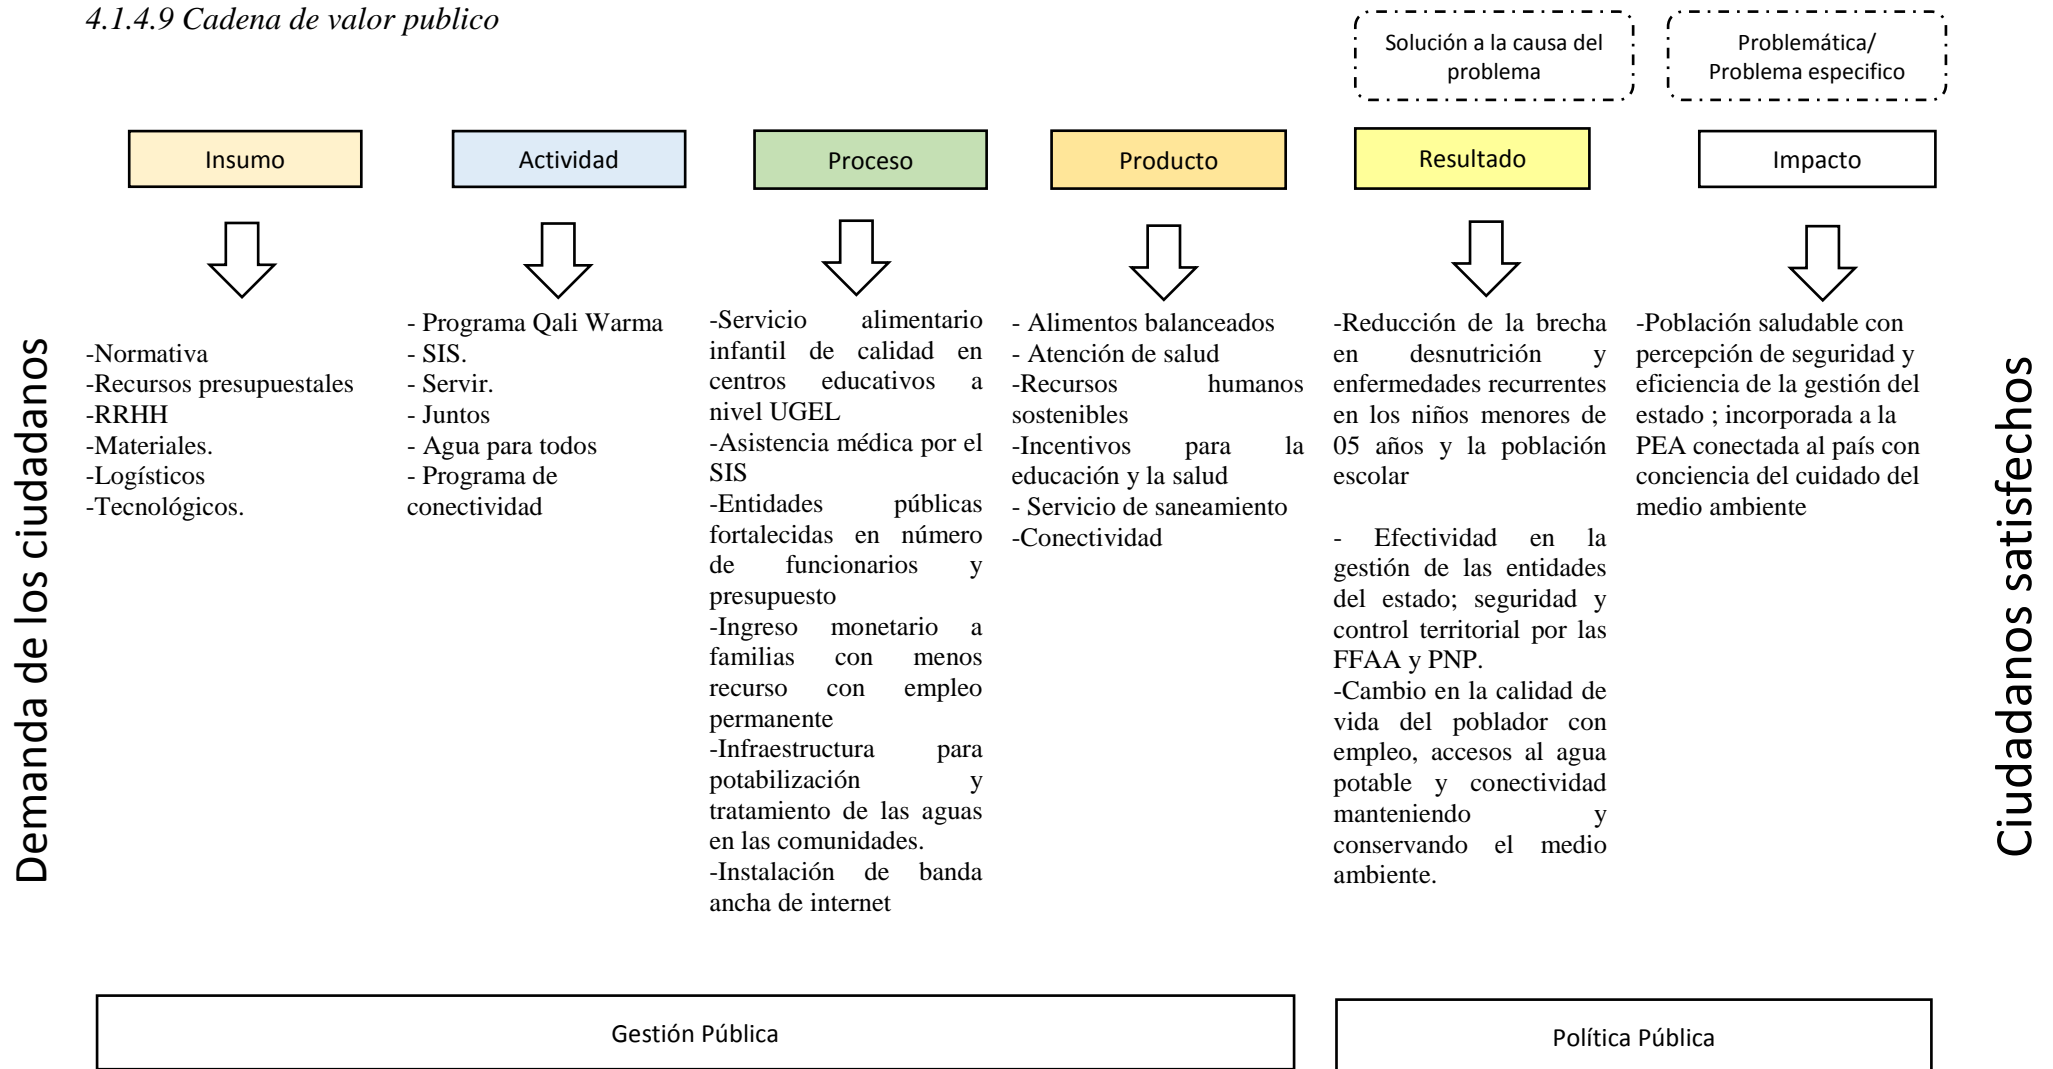 4.1.4.9 Cadena de valor publico
Solución a la causa del
problema
Problemática/
Problema especifico
Insumo
Actividad
Proceso
Producto
Resultado
Impacto
Demanda de los ciudadanos
-Normativa
-Recursos presupuestales
-RRHH
-Materiales.
-Logísticos
-Tecnológicos.
- Programa Qali Warma
- SIS.
- Servir.
- Juntos
- Agua para todos
- Programa de
conectividad
-Servicio alimentario
infantil de calidad en
centros educativos a
nivel UGEL
-Asistencia médica por el
SIS
-Entidades públicas
fortalecidas en número
de funcionarios y
presupuesto
-Ingreso monetario a
familias con menos
recurso con empleo
permanente
-Infraestructura para
potabilización y
tratamiento de las aguas
en las comunidades.
-Instalación de banda
ancha de internet
- Alimentos balanceados
- Atención de salud
-Recursos humanos
sostenibles
-Incentivos para la
educación y la salud
- Servicio de saneamiento
-Conectividad
-Reducción de la brecha
en desnutrición y
enfermedades recurrentes
en los niños menores de
05 años y la población
escolar
- Efectividad en la
gestión de las entidades
del estado; seguridad y
control territorial por las
FFAA y PNP.
-Cambio en la calidad de
vida del poblador con
empleo, accesos al agua
potable y conectividad
manteniendo y
conservando el medio
ambiente.
-Población saludable con
percepción de seguridad y
eficiencia de la gestión del
estado ; incorporada a la
PEA conectada al país con
conciencia del cuidado del
medio ambiente
Ciudadanos satisfechos
Gestión Pública
Política Pública